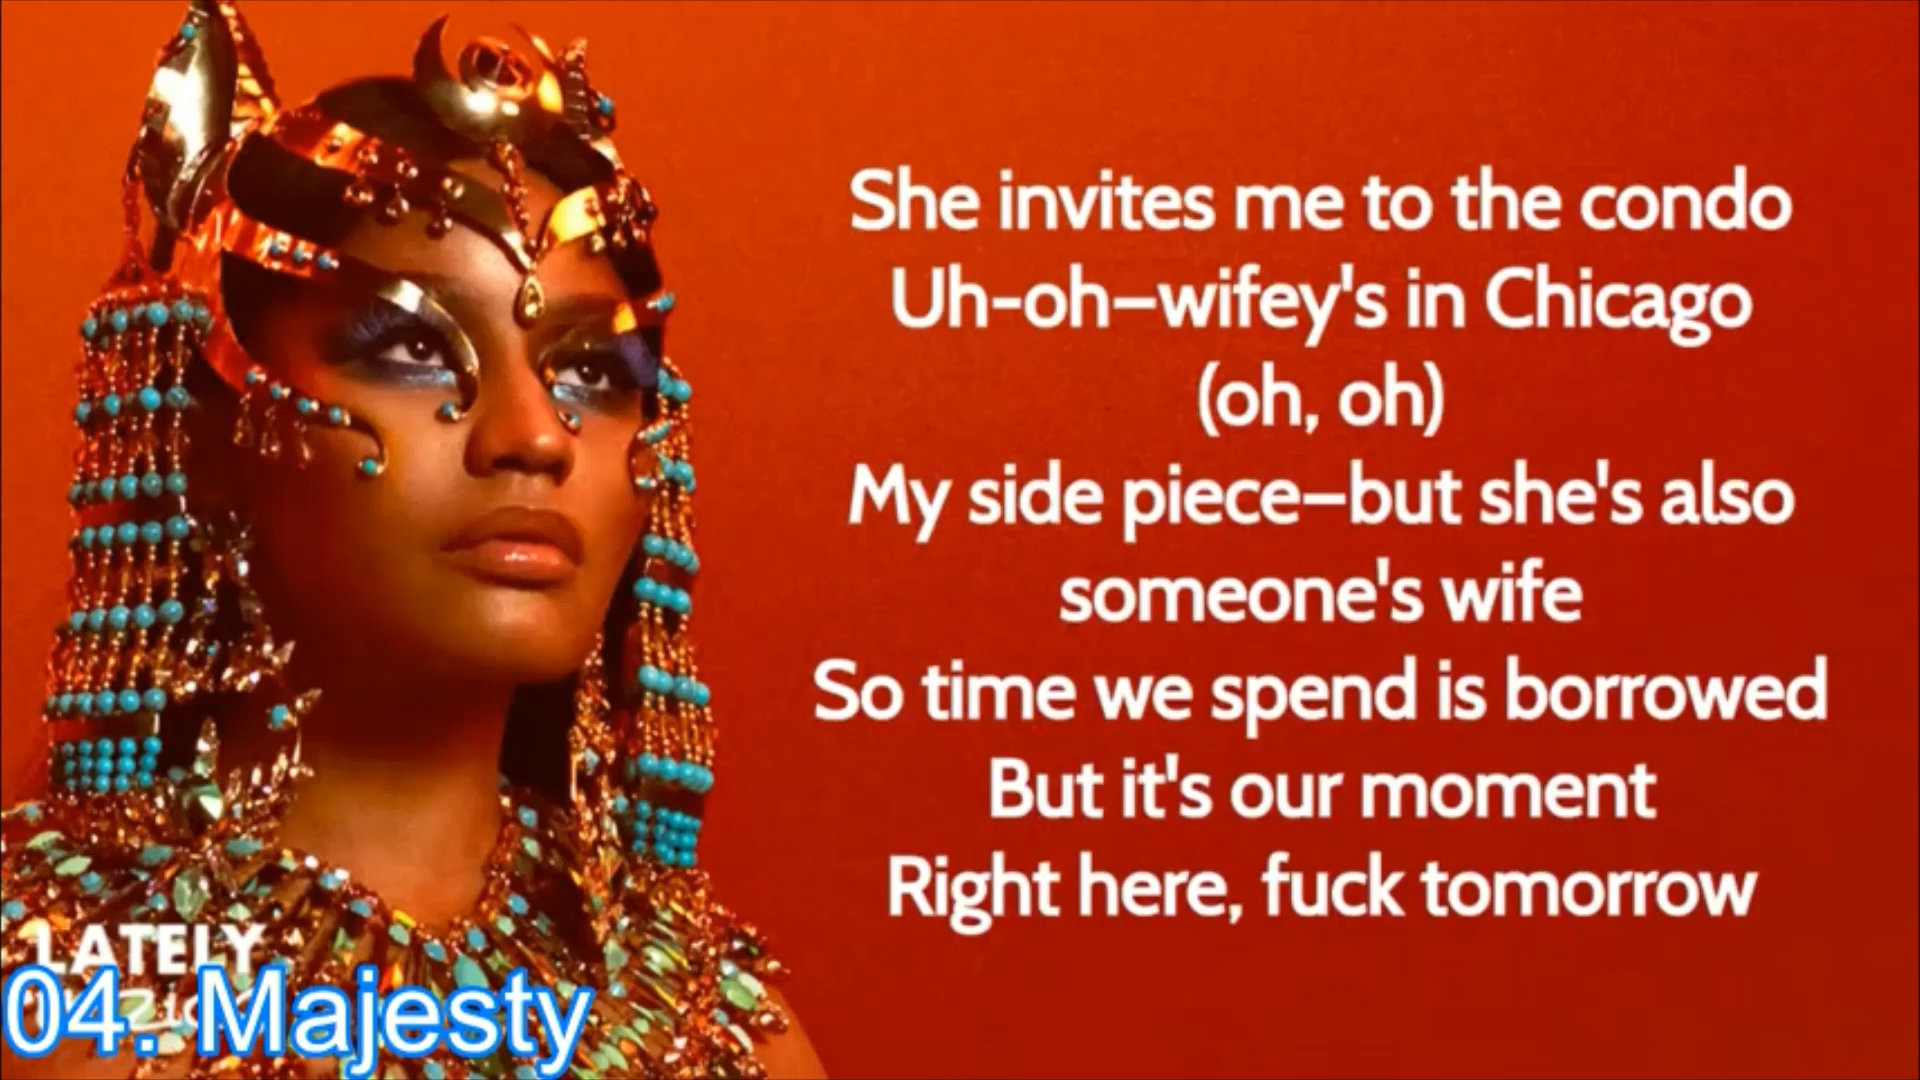 She invites me to the condo
Uh-oh–wifey's in Chicago
(oh, oh)
My side piece–but she's also
someone's wife
So time we spend is borrowed
But it's our moment
Right here, fuck tomorrow
LATELY
04. Majesty